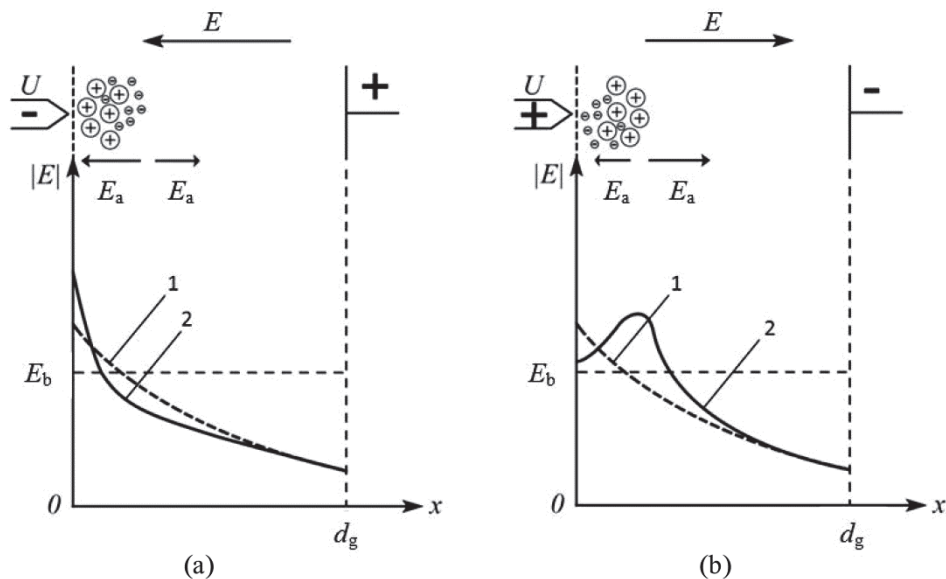 E
U
-
+
E_a E_a
|E|
1
2
E_b
0
d_g
x
(a)
E
U
+
-
E_a E_a
|E|
1
2
E_b
0
d_g
x
(b)